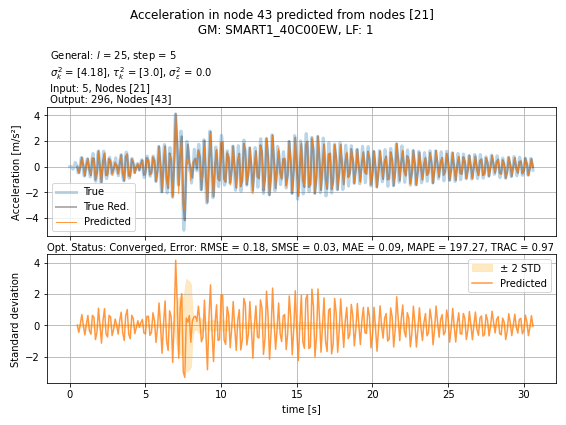 Acceleration in node 43 predicted from nodes [21]
GM: SMART1_40C00EW, LF: 1
General: l = 25, step = 5
σ²ₖ = [4.18], τ²ₖ = [3.0], σ²ε = 0.0
Input: 5, Nodes [21]
Output: 296, Nodes [43]
Acceleration [m/s²]
4
2
0
−2
−4
True
True Red.
Predicted
Opt. Status: Converged, Error: RMSE = 0.18, SMSE = 0.03, MAE = 0.09, MAPE = 197.27, TRAC = 0.97
Standard deviation
4
2
0
−2
± 2 STD
Predicted
0 5 10 15 20 25 30
time [s]